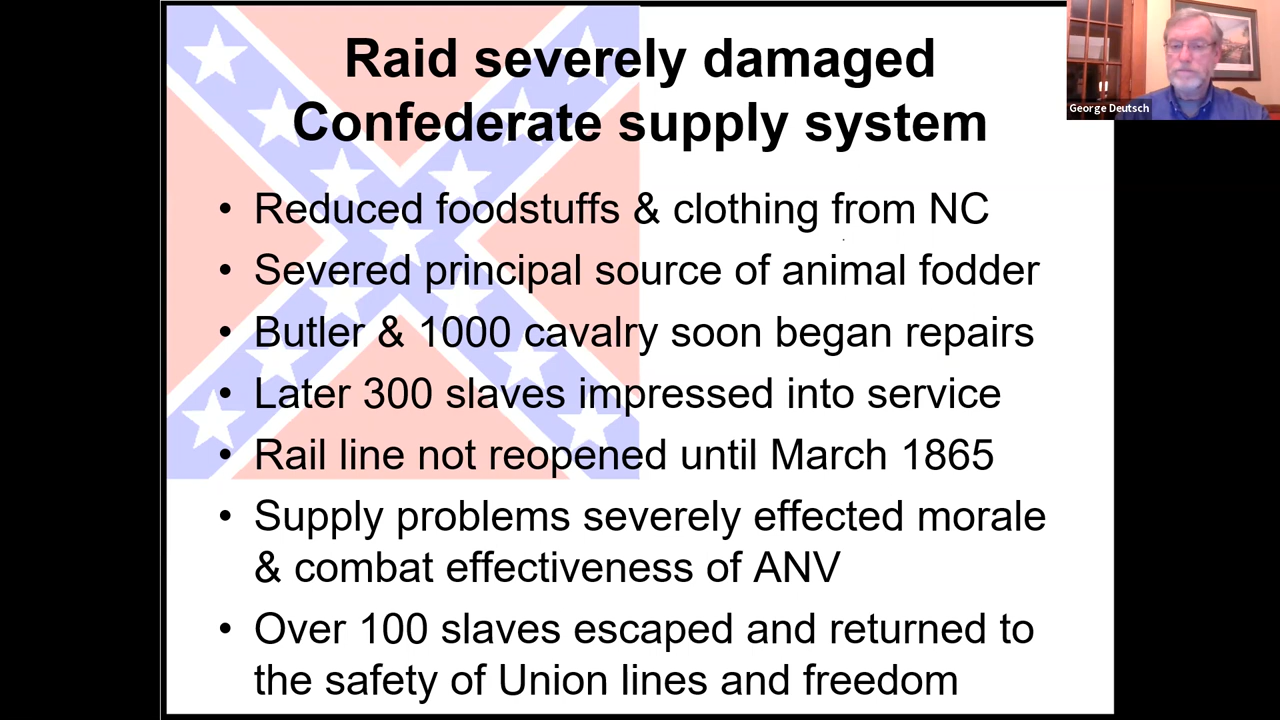 Raid severely damaged
Confederate supply system
• Reduced foodstuffs & clothing from NC
• Severed principal source of animal fodder
• Butler & 1000 cavalry soon began repairs
• Later 300 slaves impressed into service
• Rail line not reopened until March 1865
• Supply problems severely effected morale
& combat effectiveness of ANV
• Over 100 slaves escaped and returned to
the safety of Union lines and freedom
George Deutsch